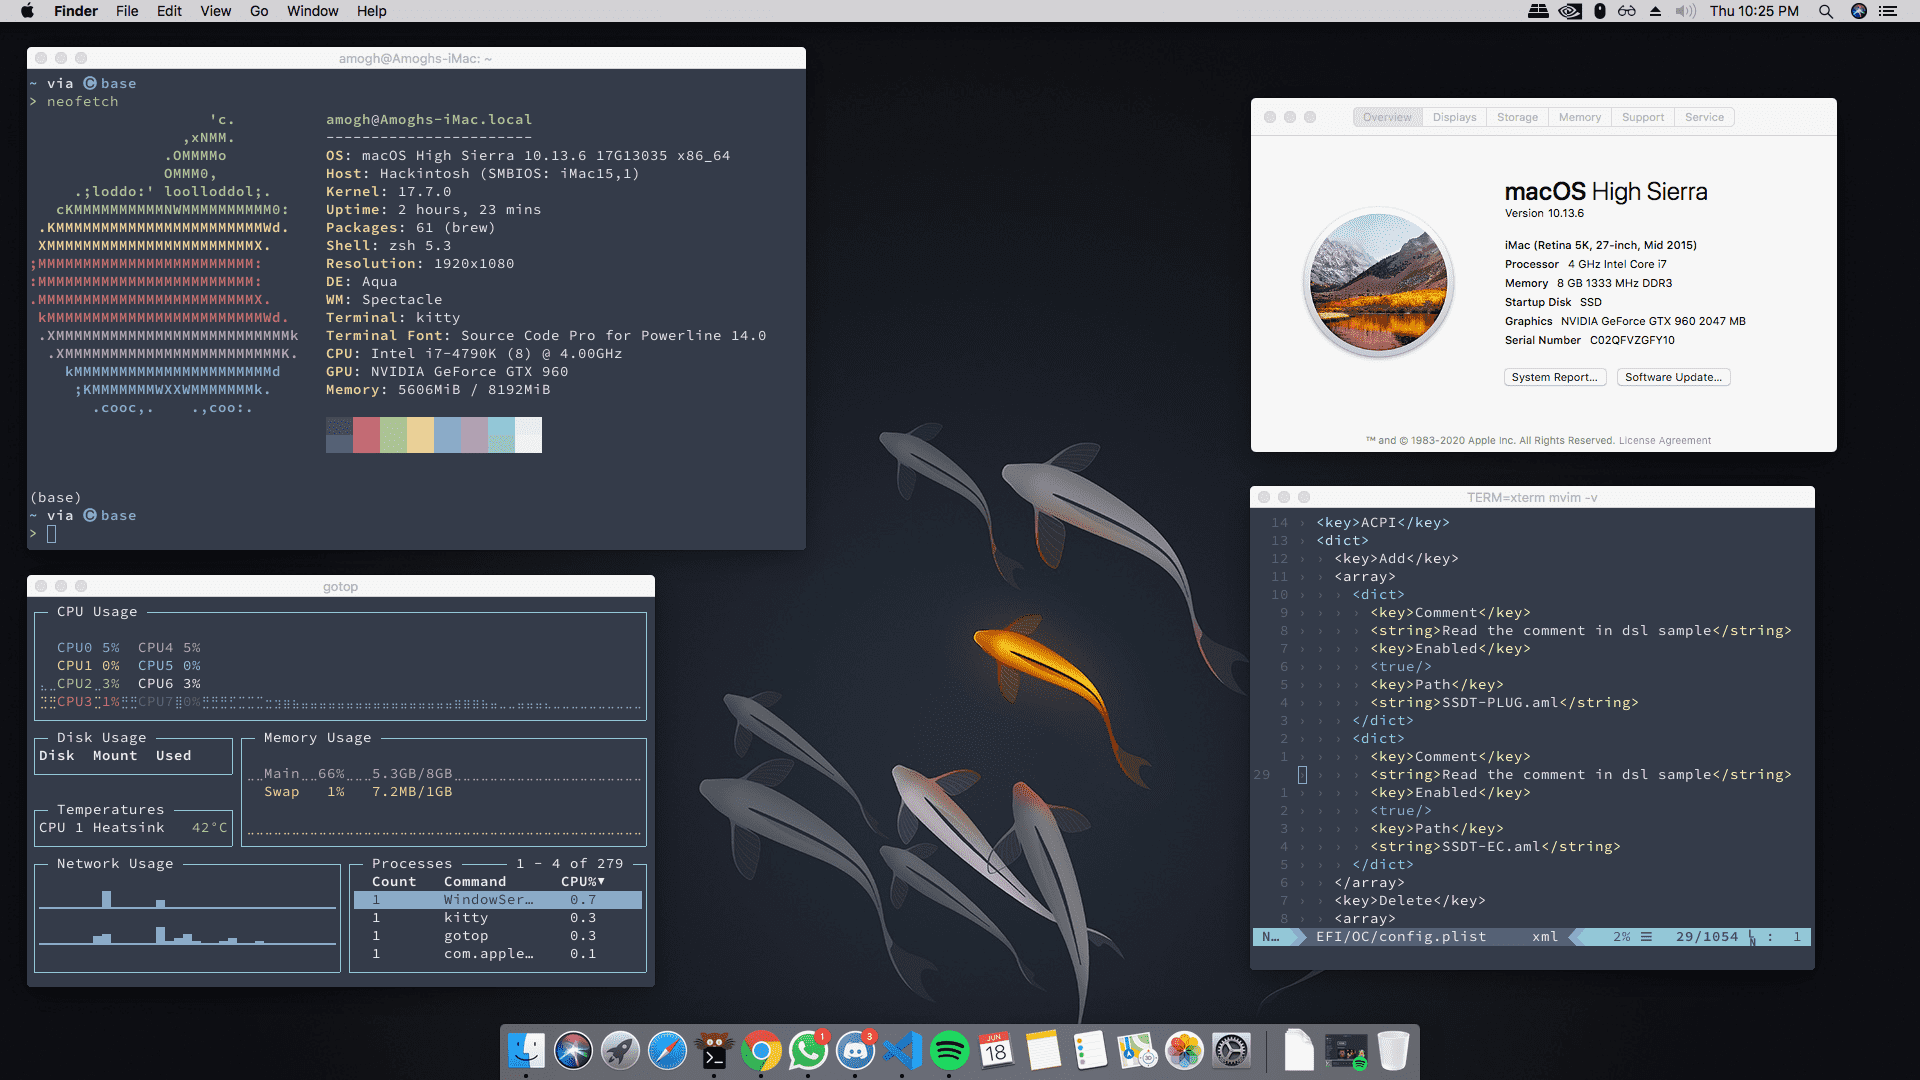 Finder File Edit View Go Window Help
Thu 10:25 PM
amogh@Amoghs-iMac: ~
~ via C base
> neofetch
'c.
,xNMM.
.OMMMMo
OMMM0,
.;loddo:' loolloddol;.
cKMMMMMMMMMMNWMMMMMMMMMM0:
.KMMMMMMMMMMMMMMMMMMMMMMMWd.
XMMMMMMMMMMMMMMMMMMMMMMMX.
;MMMMMMMMMMMMMMMMMMMMMMMM:
:MMMMMMMMMMMMMMMMMMMMMMMM:
.MMMMMMMMMMMMMMMMMMMMMMMMX.
kMMMMMMMMMMMMMMMMMMMMMMMMWd.
.XMMMMMMMMMMMMMMMMMMMMMMMMMMk
.XMMMMMMMMMMMMMMMMMMMMMMMMK.
kMMMMMMMMMMMMMMMMMMMMMMd
;KMMMMMMMWXXWMMMMMMMk.
.cooc,. .,coo:.
amogh@Amoghs-iMac.local
-----------------------
OS: macOS High Sierra 10.13.6 17G13035 x86_64
Host: Hackintosh (SMBIOS: iMac15,1)
Kernel: 17.7.0
Uptime: 2 hours, 23 mins
Packages: 61 (brew)
Shell: zsh 5.3
Resolution: 1920x1080
DE: Aqua
WM: Spectacle
Terminal: kitty
Terminal Font: Source Code Pro for Powerline 14.0
CPU: Intel i7-4790K (8) @ 4.00GHz
GPU: NVIDIA GeForce GTX 960
Memory: 5606MiB / 8192MiB
(base)
~ via C base
>
gotop
CPU Usage
CPU0 5% CPU4 5%
CPU1 0% CPU5 0%
CPU2 3% CPU6 3%
CPU3 1% CPU7 0%
Disk Usage
Disk Mount Used
Memory Usage
Main 66% 5.3GB/8GB
Swap 1% 7.2MB/1GB
Temperatures
CPU 1 Heatsink 42°C
Network Usage
Processes 1 - 4 of 279
Count Command CPU%▼
1 WindowSer… 0.7
1 kitty 0.3
1 gotop 0.3
1 com.apple… 0.1
Overview Displays Storage Memory Support Service
macOS High Sierra
Version 10.13.6
iMac (Retina 5K, 27-inch, Mid 2015)
Processor 4 GHz Intel Core i7
Memory 8 GB 1333 MHz DDR3
Startup Disk SSD
Graphics NVIDIA GeForce GTX 960 2047 MB
Serial Number C02QFVZGFY10
System Report... Software Update...
™ and © 1983-2020 Apple Inc. All Rights Reserved. License Agreement
TERM=xterm mvim -v
14 › <key>ACPI</key>
13 › <dict>
12 › › <key>Add</key>
11 › › <array>
10 › › › <dict>
9 › › › › <key>Comment</key>
8 › › › › <string>Read the comment in dsl sample</string>
7 › › › › <key>Enabled</key>
6 › › › › <true/>
5 › › › › <key>Path</key>
4 › › › › <string>SSDT-PLUG.aml</string>
3 › › › </dict>
2 › › › <dict>
1 › › › › <key>Comment</key>
29 › › › › <string>Read the comment in dsl sample</string>
1 › › › › <key>Enabled</key>
2 › › › › <true/>
3 › › › › <key>Path</key>
4 › › › › <string>SSDT-EC.aml</string>
5 › › › </dict>
6 › › </array>
7 › › <key>Delete</key>
8 › › <array>
N… EFI/OC/config.plist xml 2% ☰ 29/1054 : 1
1
3
JUN
18
3D